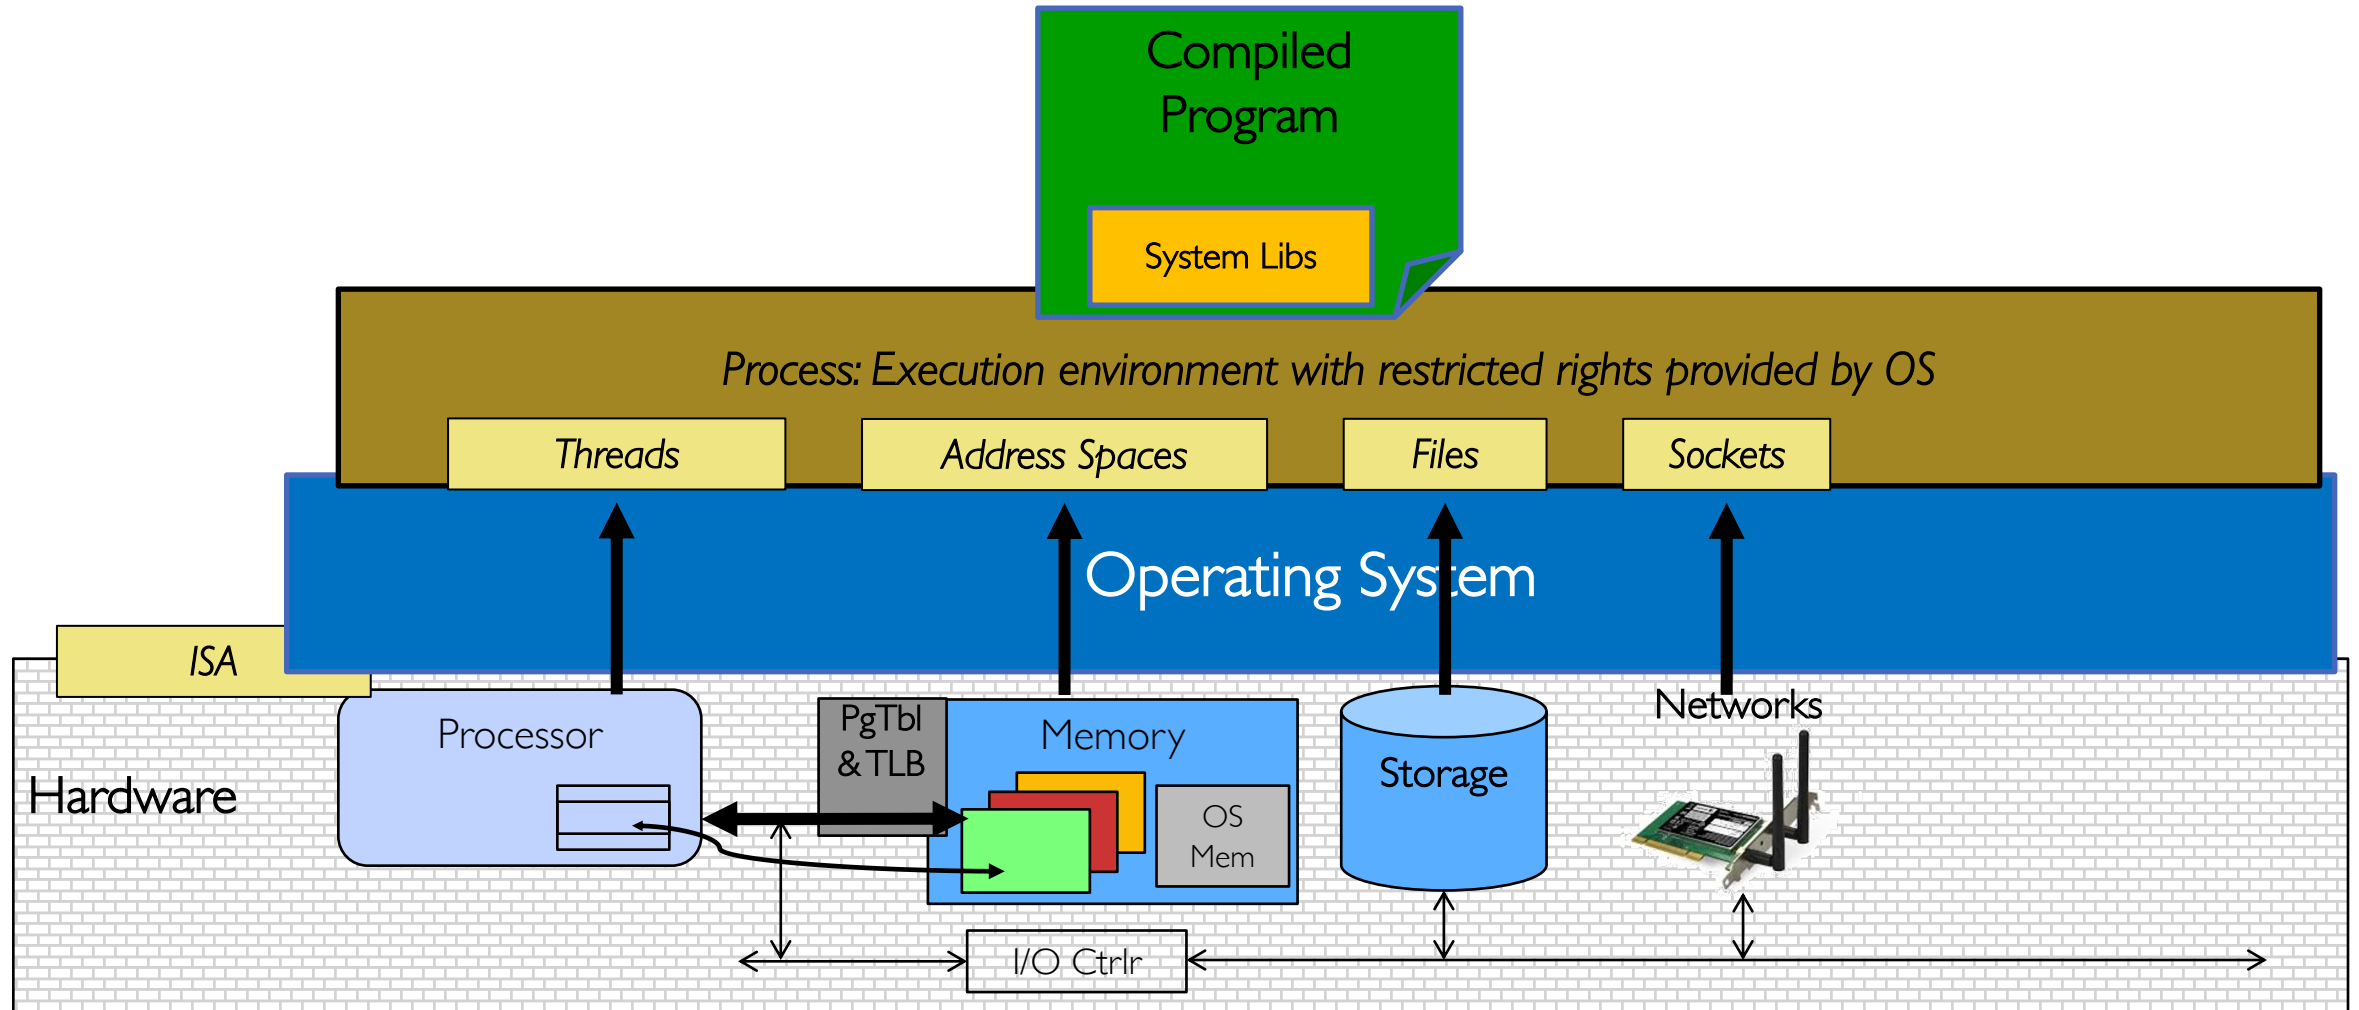 Compiled
Program
System Libs
Process: Execution environment with restricted rights provided by OS
Threads
Address Spaces
Files
Sockets
Operating System
ISA
Networks
Processor
PgTbl
& TLB
Memory
Storage
Hardware
OS
Mem
I/O Ctrlr